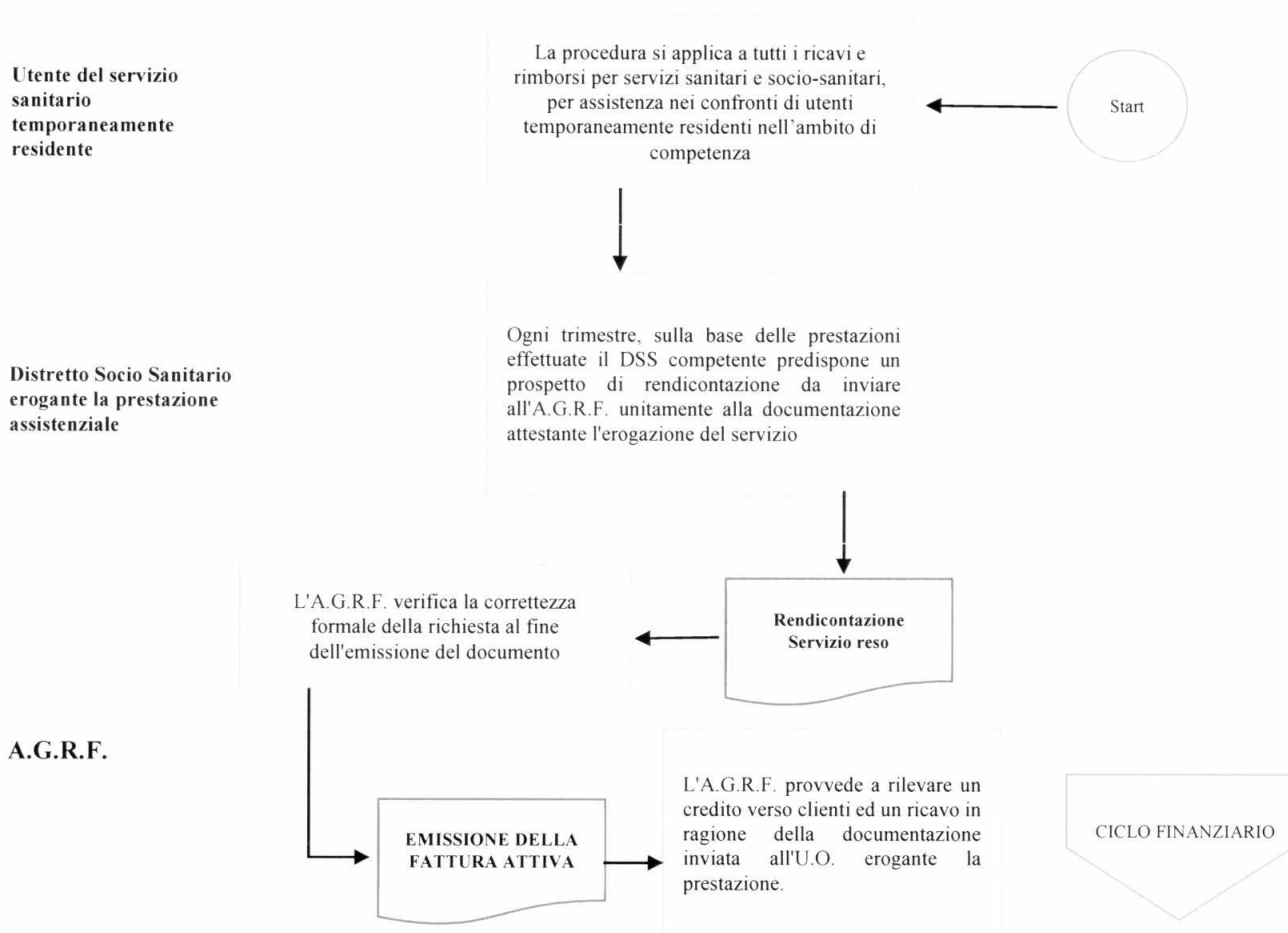 Utente del servizio
sanitario
temporaneamente
residente
La procedura si applica a tutti i ricavi e
rimborsi per servizi sanitari e socio-sanitari,
per assistenza nei confronti di utenti
temporaneamente residenti nell'ambito di
competenza
Start
Distretto Socio Sanitario
erogante la prestazione
assistenziale
Ogni trimestre, sulla base delle prestazioni
effettuate il DSS competente predispone un
prospetto di rendicontazione da inviare
all'A.G.R.F. unitamente alla documentazione
attestante l'erogazione del servizio
L'A.G.R.F. verifica la correttezza
formale della richiesta al fine
dell'emissione del documento
Rendicontazione
Servizio reso
A.G.R.F.
EMISSIONE DELLA
FATTURA ATTIVA
L'A.G.R.F. provvede a rilevare un
credito verso clienti ed un ricavo in
ragione della documentazione
inviata all'U.O. erogante la
prestazione.
CICLO FINANZIARIO